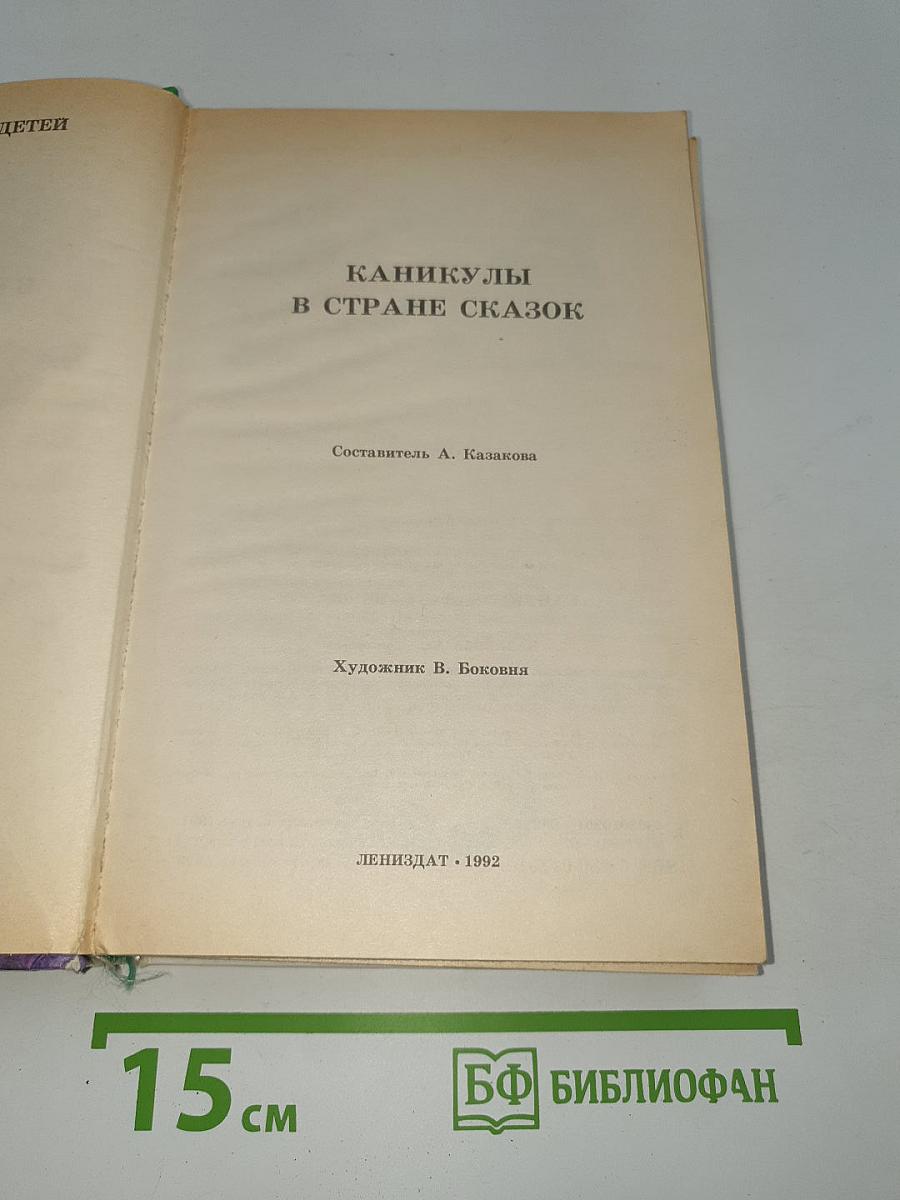 ДЕТЕЙ
КАНИКУЛЫ
В СТРАНЕ СКАЗОК
Составитель А. Казакова
Художник В. Боковня
ЛЕНИЗДАТ • 1992
15 см
БФ БИБЛИОФАН